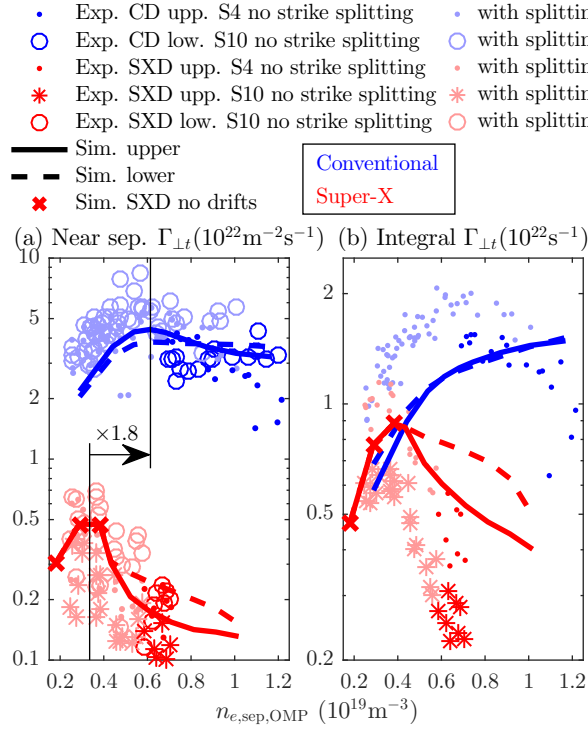 Exp. CD upp. S4 no strike splitting with splittin
Exp. CD low. S10 no strike splitting with splittin
Exp. SXD upp. S4 no strike splitting with splittin
Exp. SXD upp. S10 no strike splitting with splittin
Exp. SXD low. S10 no strike splitting with splittin
Sim. upper
Sim. lower
Sim. SXD no drifts
Conventional
Super-X
(a) Near sep. Γ⊥t(10²²m⁻²s⁻¹)
(b) Integral Γ⊥t(10²²s⁻¹)
10
5
2
1
0.5
0.2
0.1
×1.8
0.2 0.4 0.6 0.8 1 1.2
2
1
0.5
0.2
0.2 0.4 0.6 0.8 1 1.2
nₑ,sep,OMP (10¹⁹m⁻³)